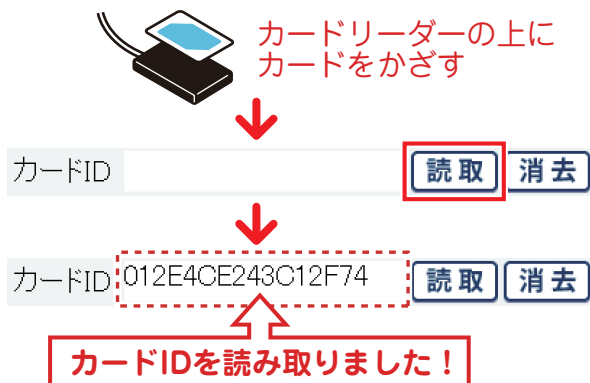 カードリーダーの上に
カードをかざす
カードID 読取 消去
カードID 012E4CE243C12F74 読取 消去
カードIDを読み取りました！